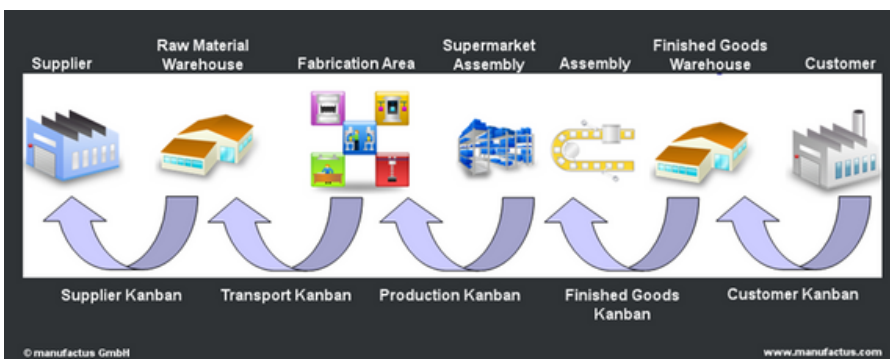 Supplier
Raw Material
Warehouse
Fabrication Area
Supermarket
Assembly
Assembly
Finished Goods
Warehouse
Customer
Supplier Kanban
Transport Kanban
Production Kanban
Finished Goods
Kanban
Customer Kanban
© manufactus GmbH
www.manufactus.com